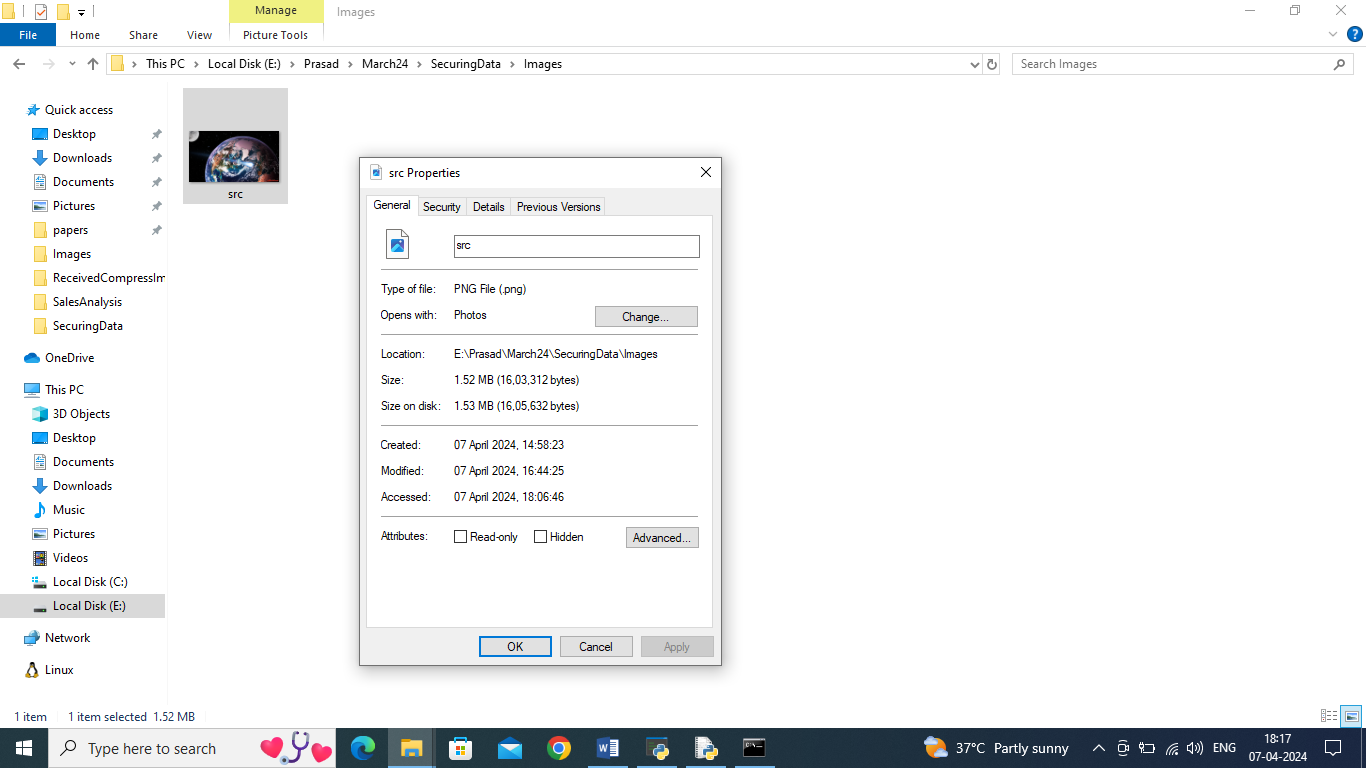 Manage
Images
File
Home
Share
View
Picture Tools
This PC
Local Disk (E:)
Prasad
March24
SecuringData
Images
Search Images
Quick access
Desktop
Downloads
Documents
Pictures
papers
Images
ReceivedCompressIm
SalesAnalysis
SecuringData
OneDrive
This PC
3D Objects
Desktop
Documents
Downloads
Music
Pictures
Videos
Local Disk (C:)
Local Disk (E:)
Network
Linux
src
src Properties
General
Security
Details
Previous Versions
src
Type of file: PNG File (.png)
Opens with: Photos
Change...
Location: E:\Prasad\March24\SecuringData\Images
Size: 1.52 MB (16,03,312 bytes)
Size on disk: 1.53 MB (16,05,632 bytes)
Created: 07 April 2024, 14:58:23
Modified: 07 April 2024, 16:44:25
Accessed: 07 April 2024, 18:06:46
Attributes: Read-only Hidden
Advanced...
OK
Cancel
Apply
1 item
1 item selected 1.52 MB
Type here to search
37°C Partly sunny
ENG
18:17
07-04-2024